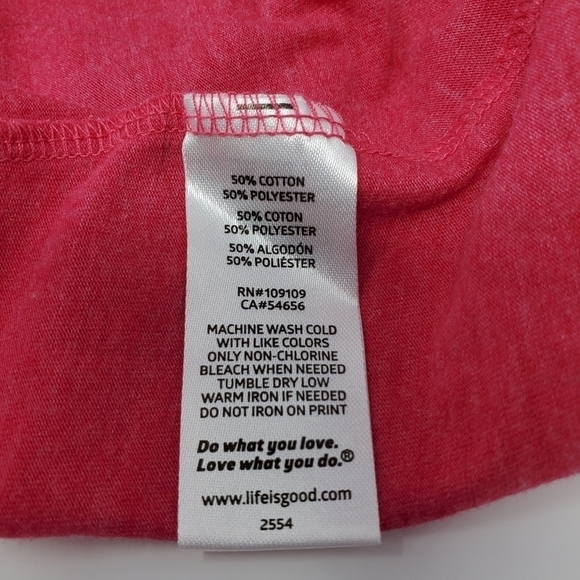 50% COTTON
50% POLYESTER
50% COTON
50% POLYESTER
50% ALGODÓN
50% POLIÉSTER
RN#109109
CA#54656
MACHINE WASH COLD
WITH LIKE COLORS
ONLY NON-CHLORINE
BLEACH WHEN NEEDED
TUMBLE DRY LOW
WARM IRON IF NEEDED
DO NOT IRON ON PRINT
Do what you love.
Love what you do.®
www.lifeisgood.com
2554